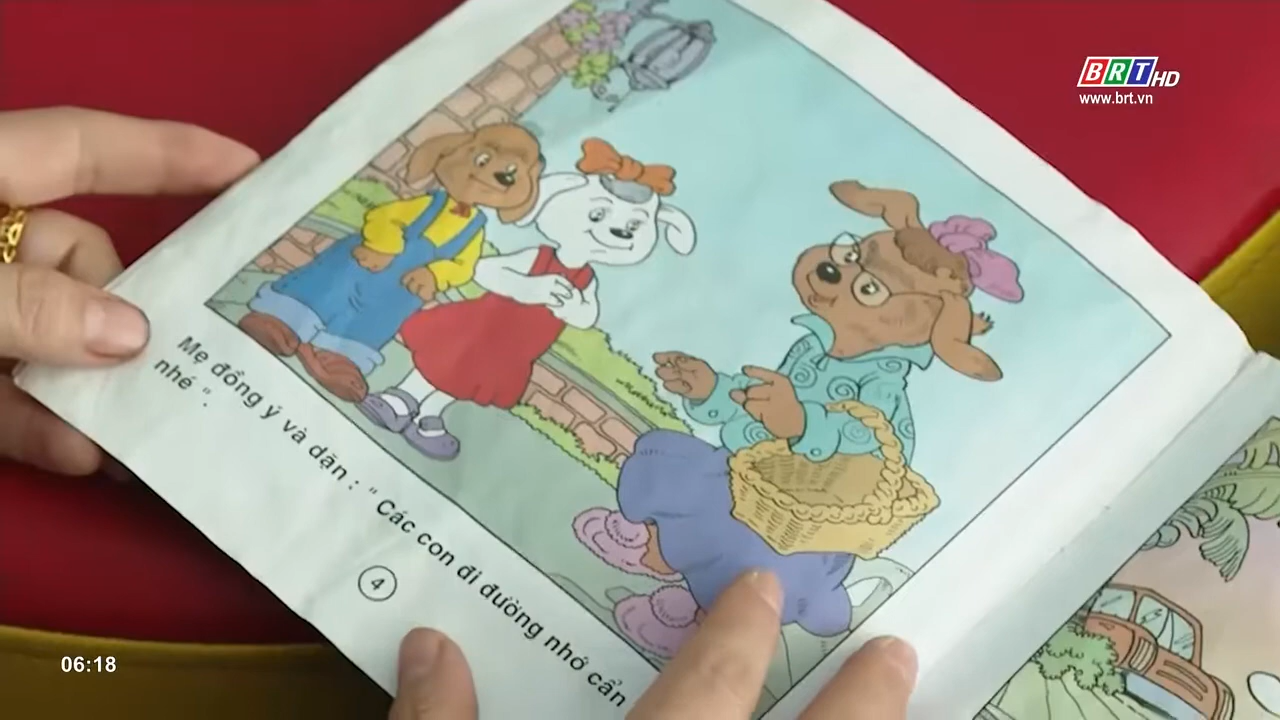 BRT HD
www.brt.vn
Mẹ đồng ý và dặn : " Các con đi đường nhớ cẩn
nhé ".
4
06:18